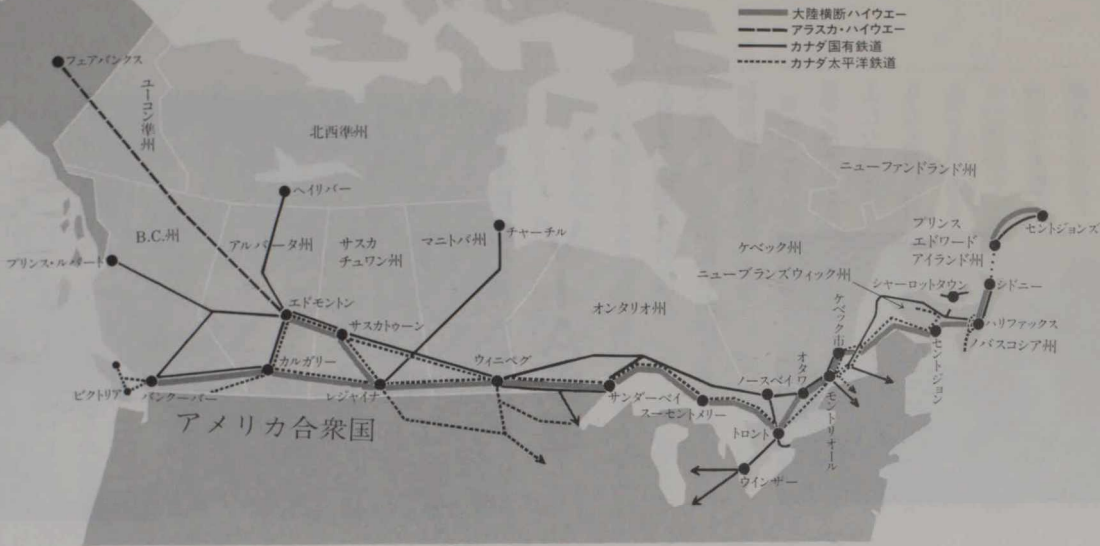 大陸横断ハイウエー
アラスカ・ハイウエー
カナダ国有鉄道
カナダ太平洋鉄道
フェアバンクス
ユーコン準州
北西準州
ニューファンドランド州
ヘイリバー
チャーチル
B.C.州
アルバータ州
サスカ
チュワン州
マニトバ州
ケベック州
プリンス
エドワード
アイランド州
セントジョンズ
プリンス・ルパート
ニューブランズウィック州
シャーロットタウン
シドニー
エドモントン
サスカトゥーン
オンタリオ州
ケベック市
ハリファックス
ノバスコシア州
セントジョン
カルガリー
ウィニペグ
オタワ
ノースベイ
モントリオール
ビクトリア
バンクーバー
レジャイナ
サンダーベイ
スーセントメリー
トロント
アメリカ合衆国
ウインザー